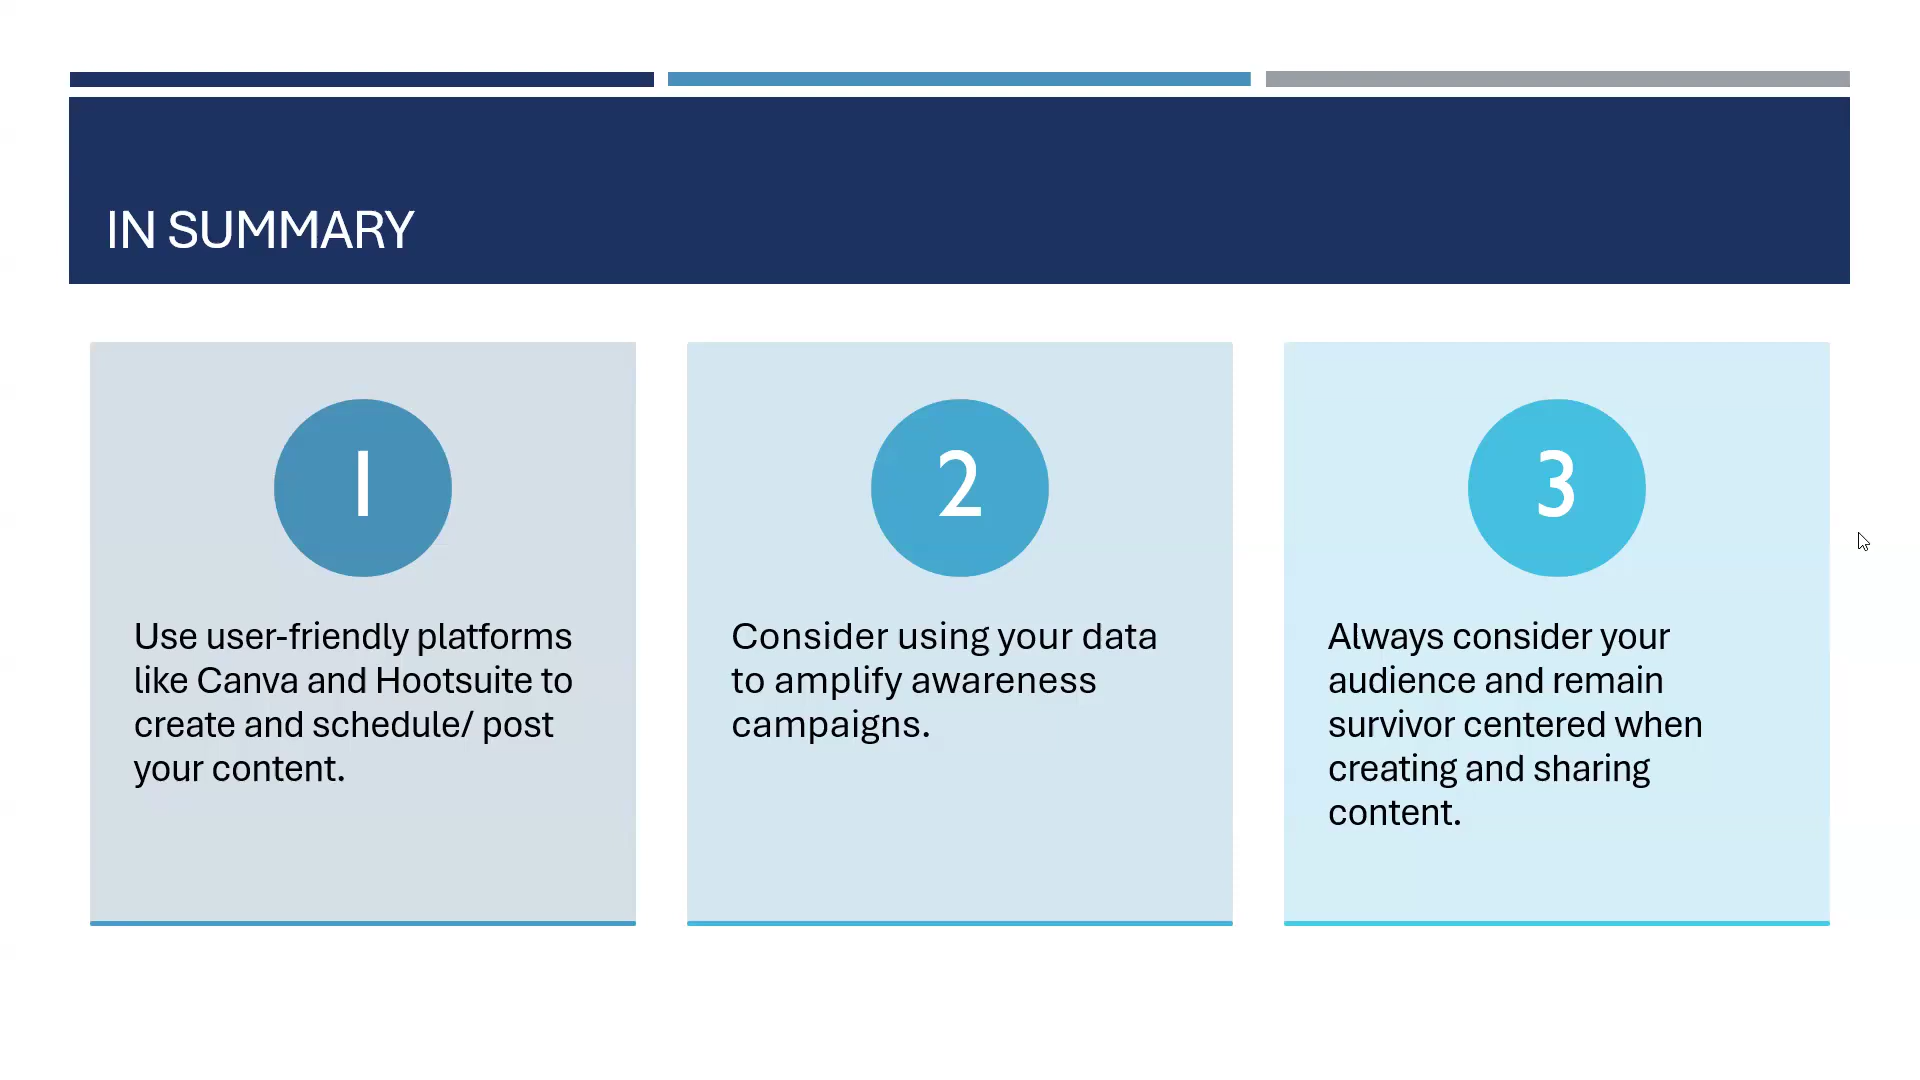 IN SUMMARY
1
Use user-friendly platforms
like Canva and Hootsuite to
create and schedule/ post
your content.
2
Consider using your data
to amplify awareness
campaigns.
3
Always consider your
audience and remain
survivor centered when
creating and sharing
content.